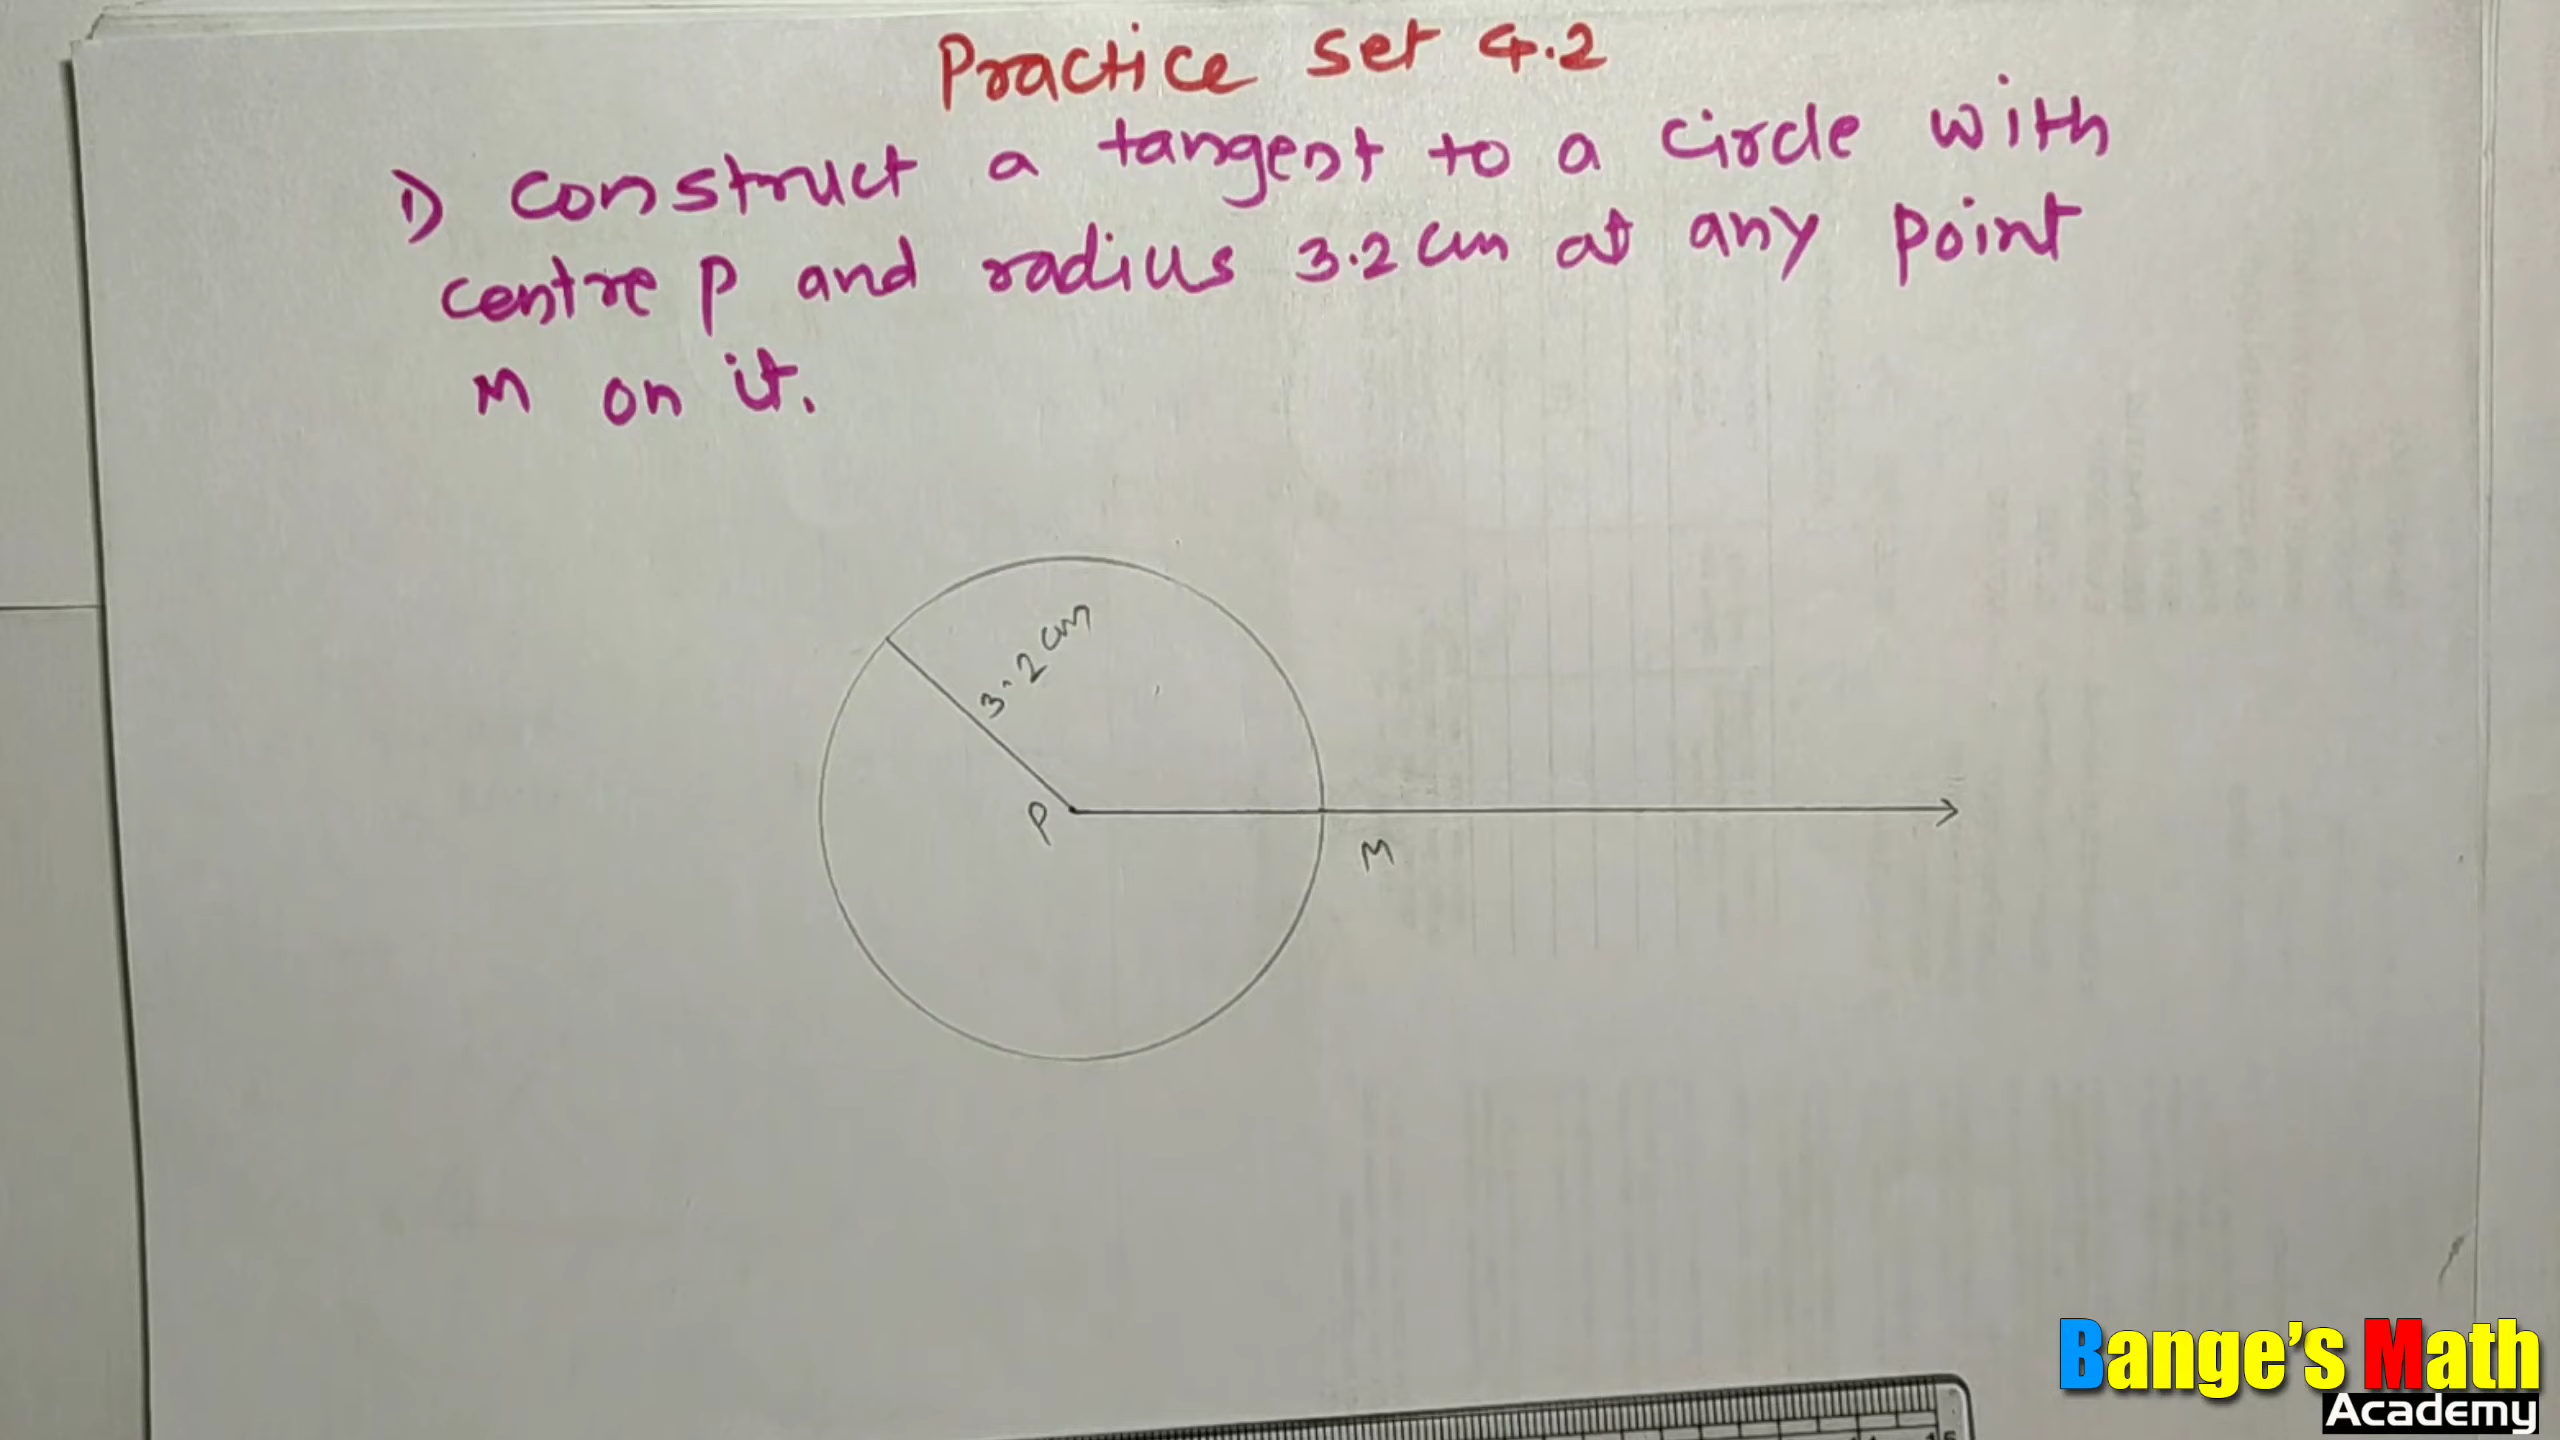 Practice Set 4.2
1) construct a tangent to a circle with
centre P and radius 3.2 cm at any point
M on it.
3.2 cm
P
M
Bange's Math
Academy
15